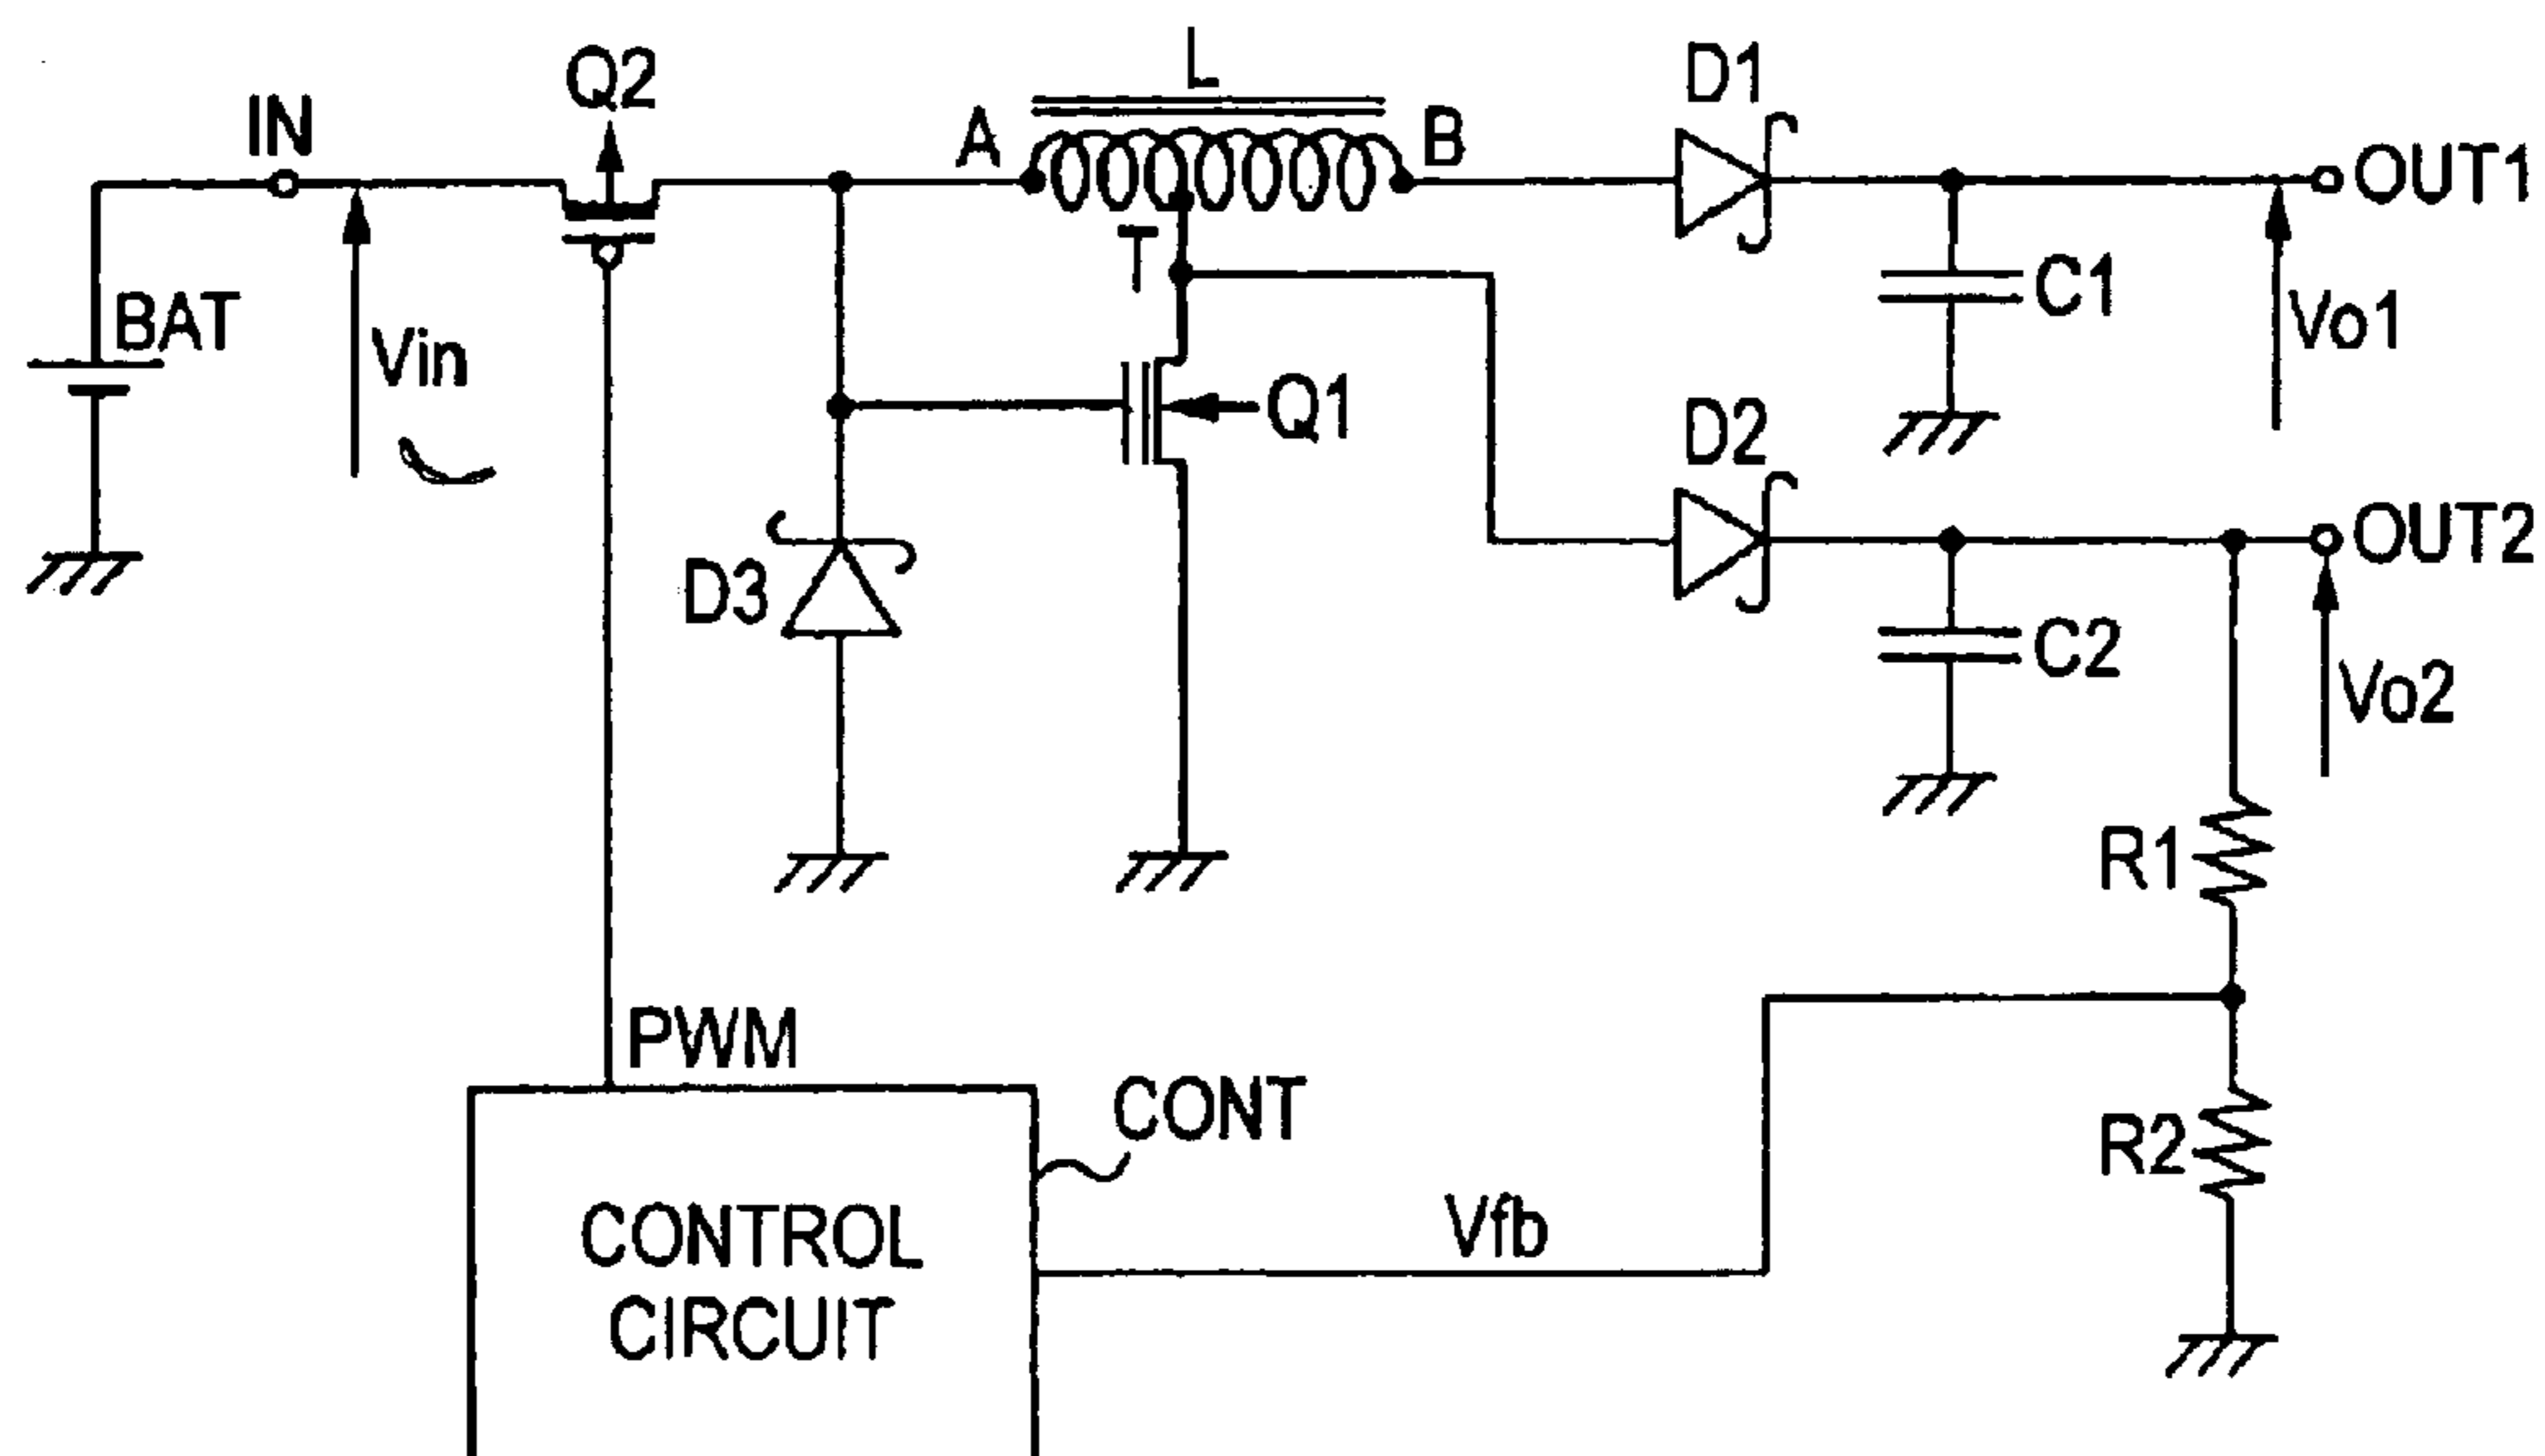 L
Q2
D1
IN
A
B
OUT1
T
BAT
Vin
C1
Vo1
Q1
D2
OUT2
D3
C2
Vo2
R1
PWM
CONT
R2
Vfb
CONTROL
CIRCUIT